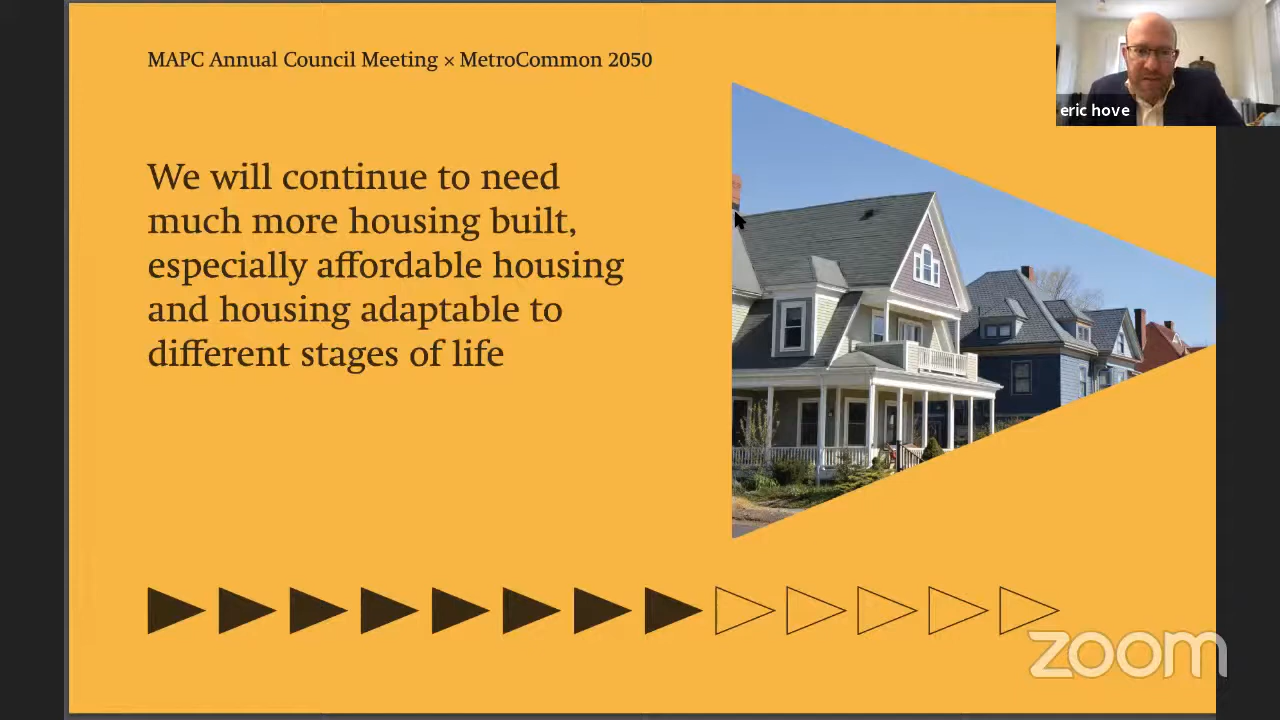 MAPC Annual Council Meeting × MetroCommon 2050
eric hove
We will continue to need
much more housing built,
especially affordable housing
and housing adaptable to
different stages of life
zoom